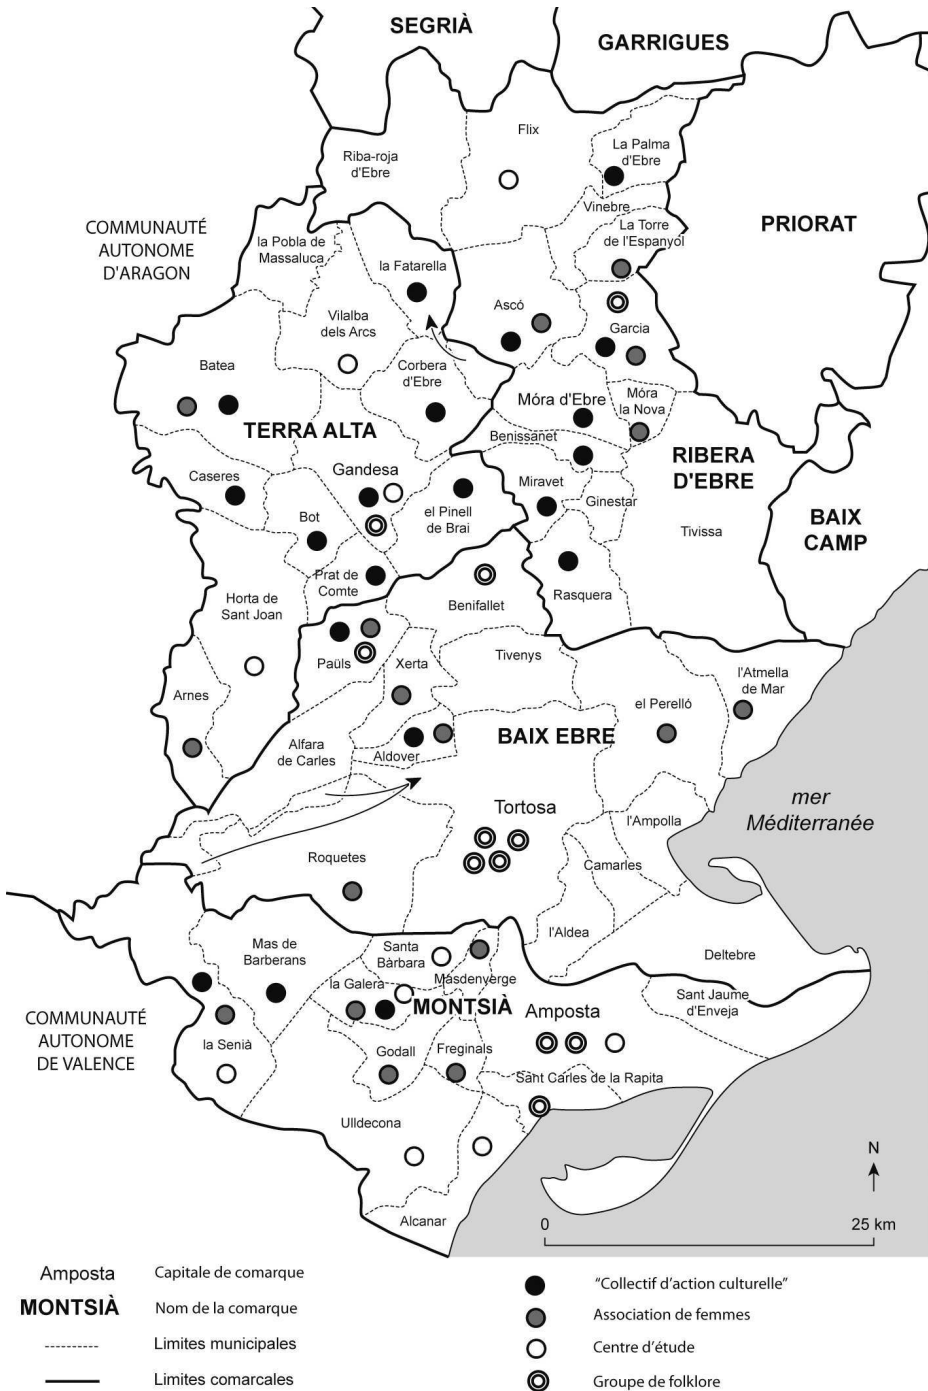 SEGRIÀ
GARRIGUES
Flix
La Palma
d'Ebre
Riba-roja
d'Ebre
Vinebre
COMMUNAUTÉ
AUTONOME
D'ARAGON
la Pobla de
Massaluca
La Torre
de l'Espanyol
PRIORAT
la Fatarella
Ascó
Vilalba
dels Arcs
Garcia
Batea
Corbera
d'Ebre
Móra d'Ebre
Móra
la Nova
TERRA ALTA
Benissanet
RIBERA
D'EBRE
Gandesa
Caseres
Miravet
Ginestar
el Pinell
de Brai
Bot
Tivissa
BAIX
CAMP
Prat de
Comte
Rasquera
Horta de
Sant Joan
Benifallet
Paüls
Xerta
Tivenys
l'Atmella
de Mar
Arnes
el Perelló
BAIX EBRE
Alfara
de Carles
Aldover
mer
Méditerranée
Tortosa
l'Ampolla
Roquetes
Camarles
l'Aldea
Deltebre
Mas de
Barberans
Santa
Bàrbara
Masdenverge
la Galera
MONTSIÀ
Amposta
Sant Jaume
d'Enveja
COMMUNAUTÉ
AUTONOME
DE VALENCE
la Senià
Godall
Freginals
Sant Carles de la Rapita
Ulldecona
Alcanar
N
0 25 km
Amposta Capitale de comarque
MONTSIÀ Nom de la comarque
Limites municipales
Limites comarcales
"Collectif d'action culturelle"
Association de femmes
Centre d'étude
Groupe de folklore